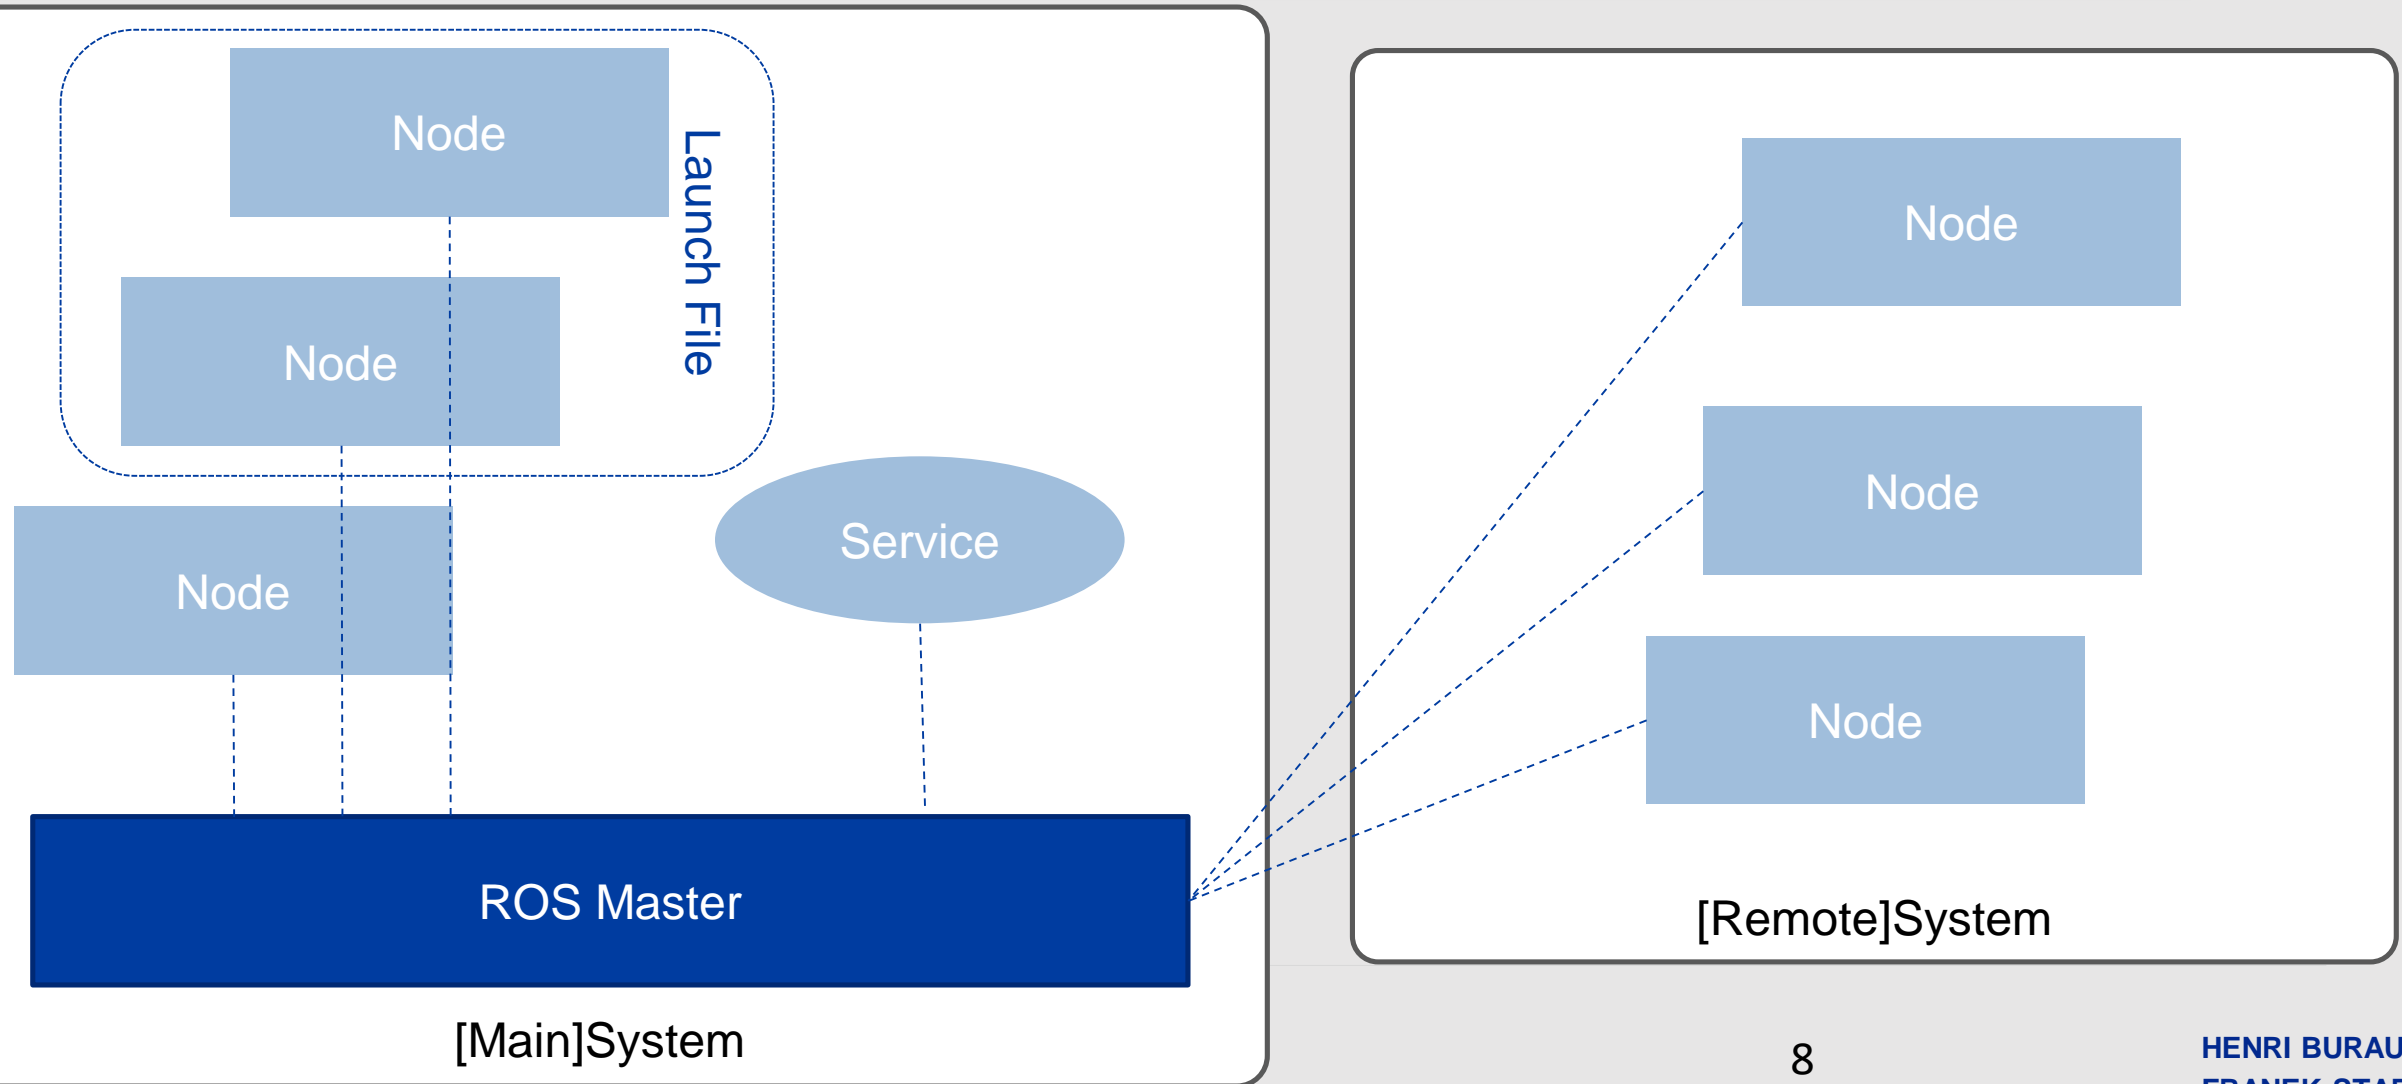 Node
Launch File
Node
Node
Service
ROS Master
[Main]System
Node
Node
Node
[Remote]System
8
HENRI BURAU